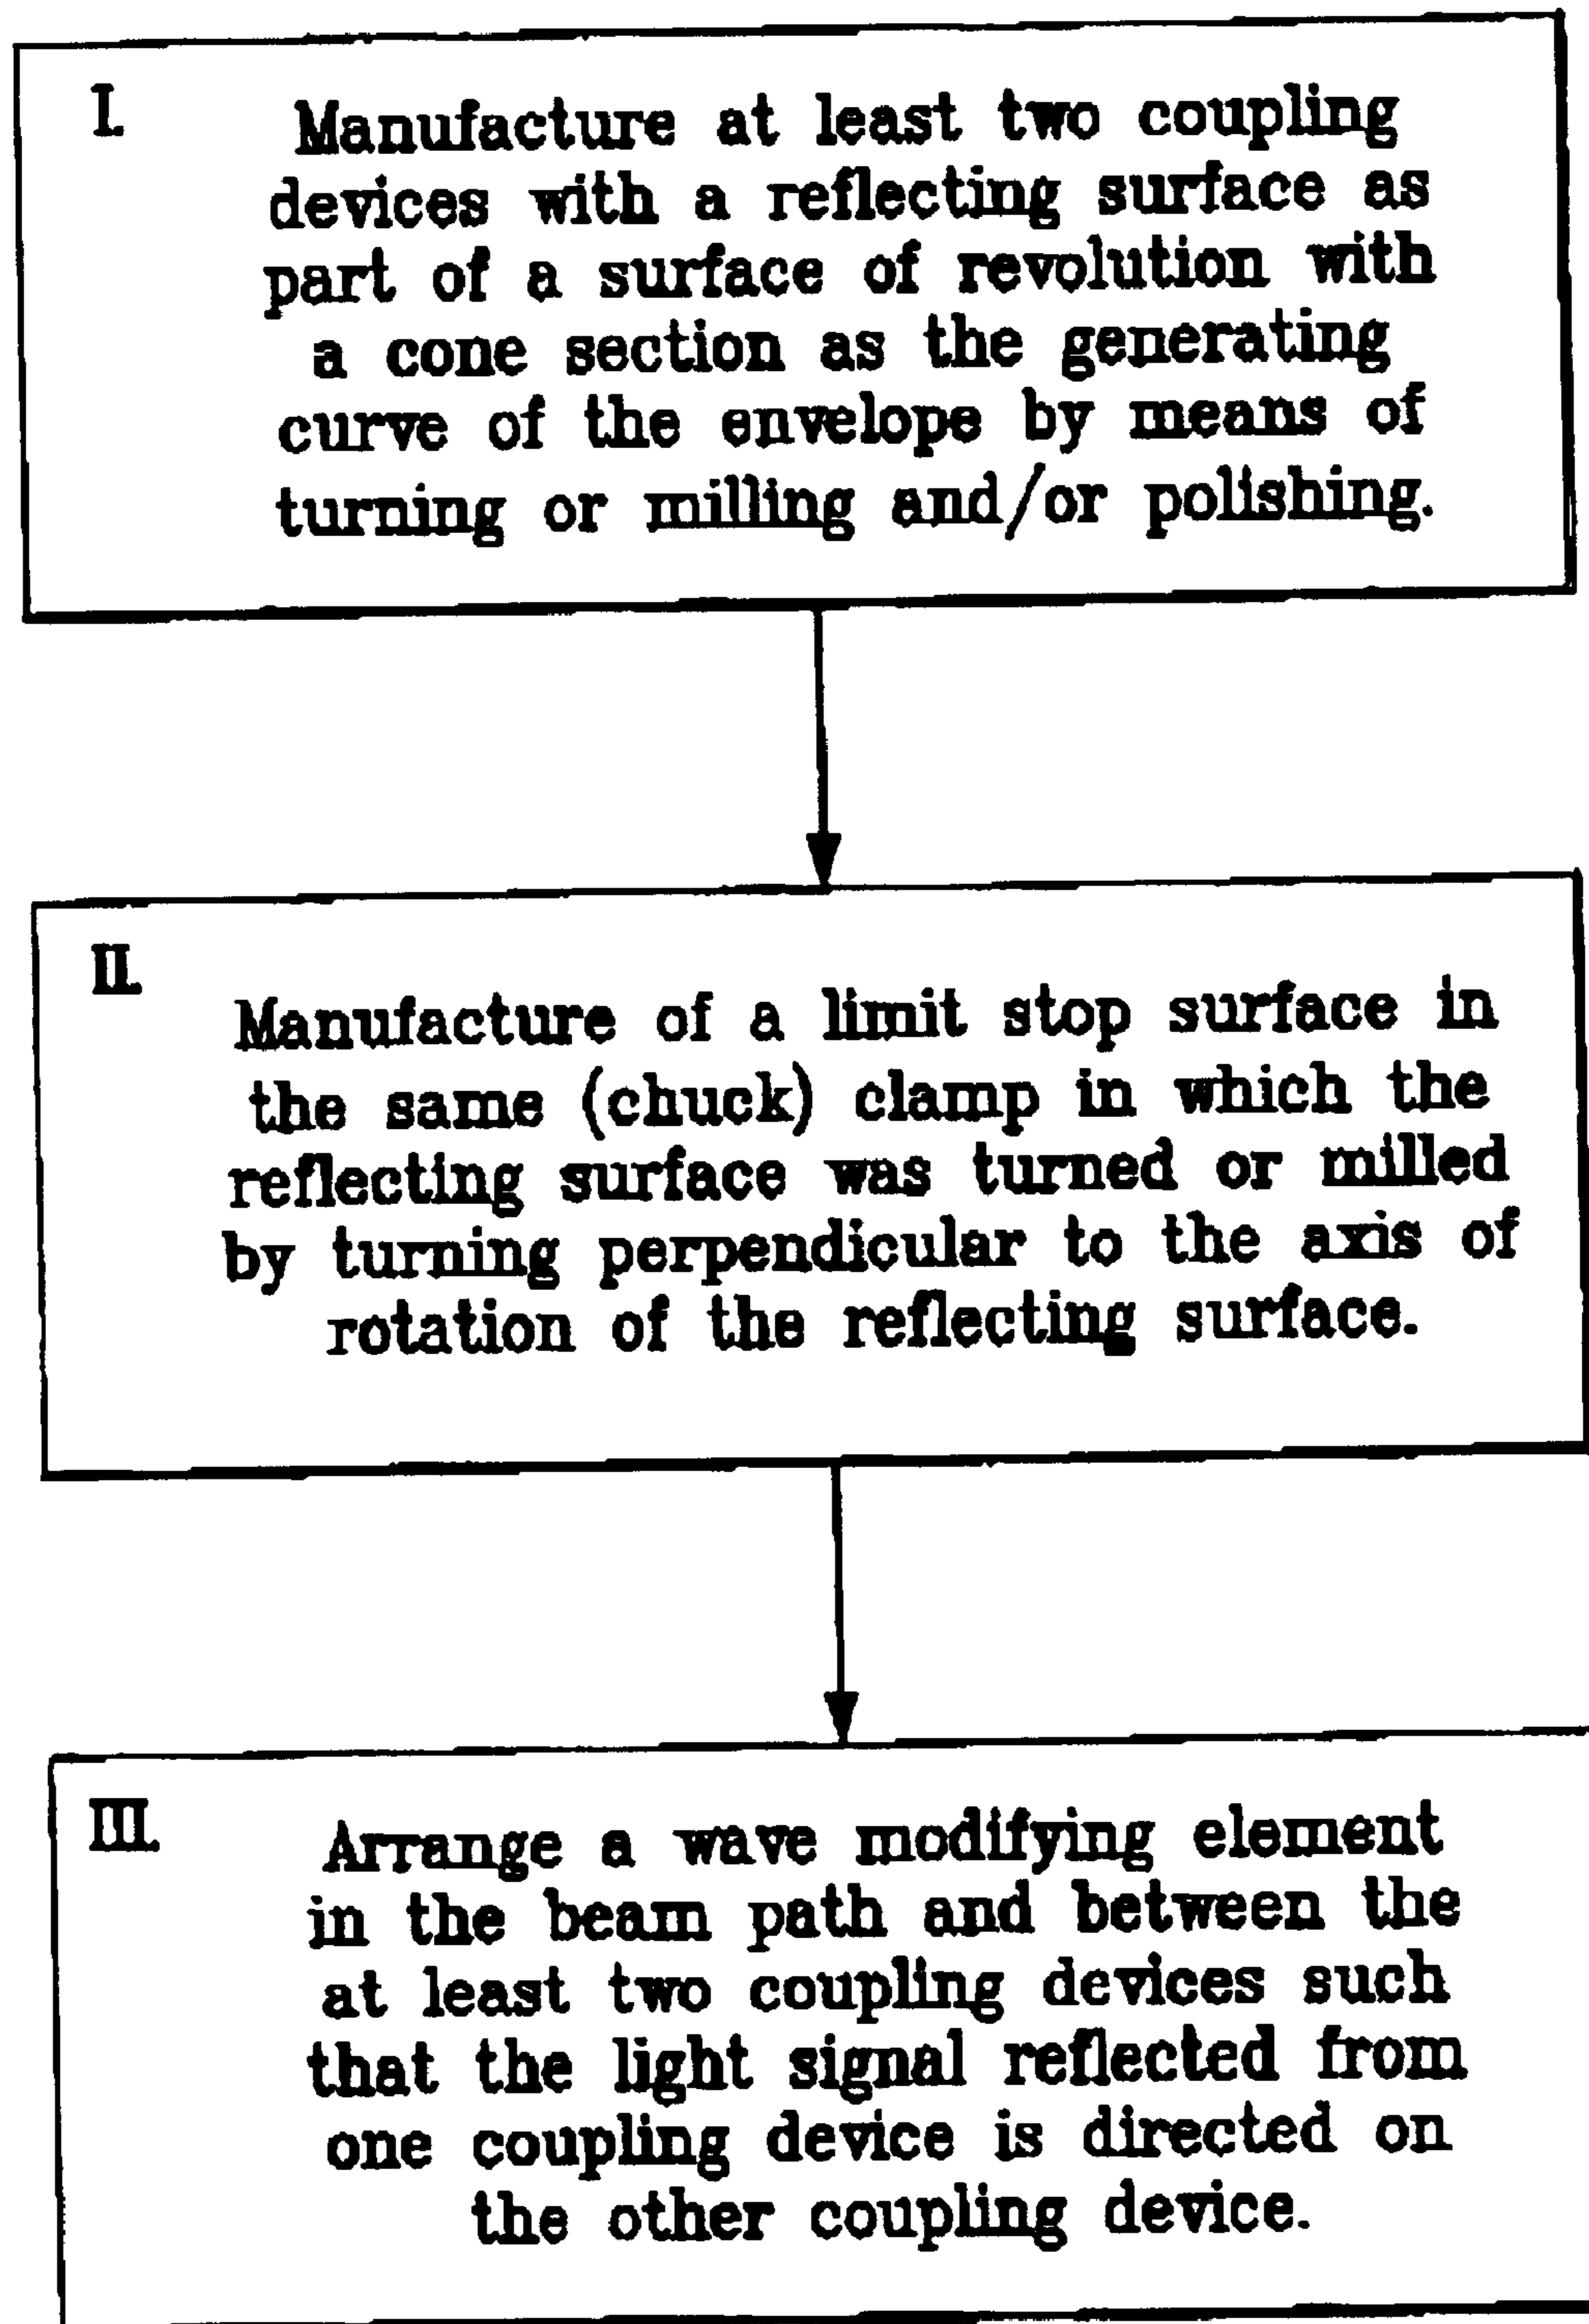 I.
Manufacture at least two coupling
devices with a reflecting surface as
part of a surface of revolution with
a cone section as the generating
curve of the envelope by means of
turning or milling and/or polishing.
II.
Manufacture of a limit stop surface in
the same (chuck) clamp in which the
reflecting surface was turned or milled
by turning perpendicular to the axis of
rotation of the reflecting surface.
III.
Arrange a wave modifying element
in the beam path and between the
at least two coupling devices such
that the light signal reflected from
one coupling device is directed on
the other coupling device.